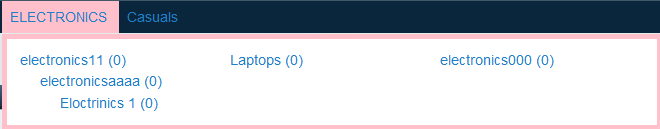 ELECTRONICS Casuals
electronics11 (0) Laptops (0) electronics000 (0)
electronicsaaaa (0)
Eloctrinics 1 (0)